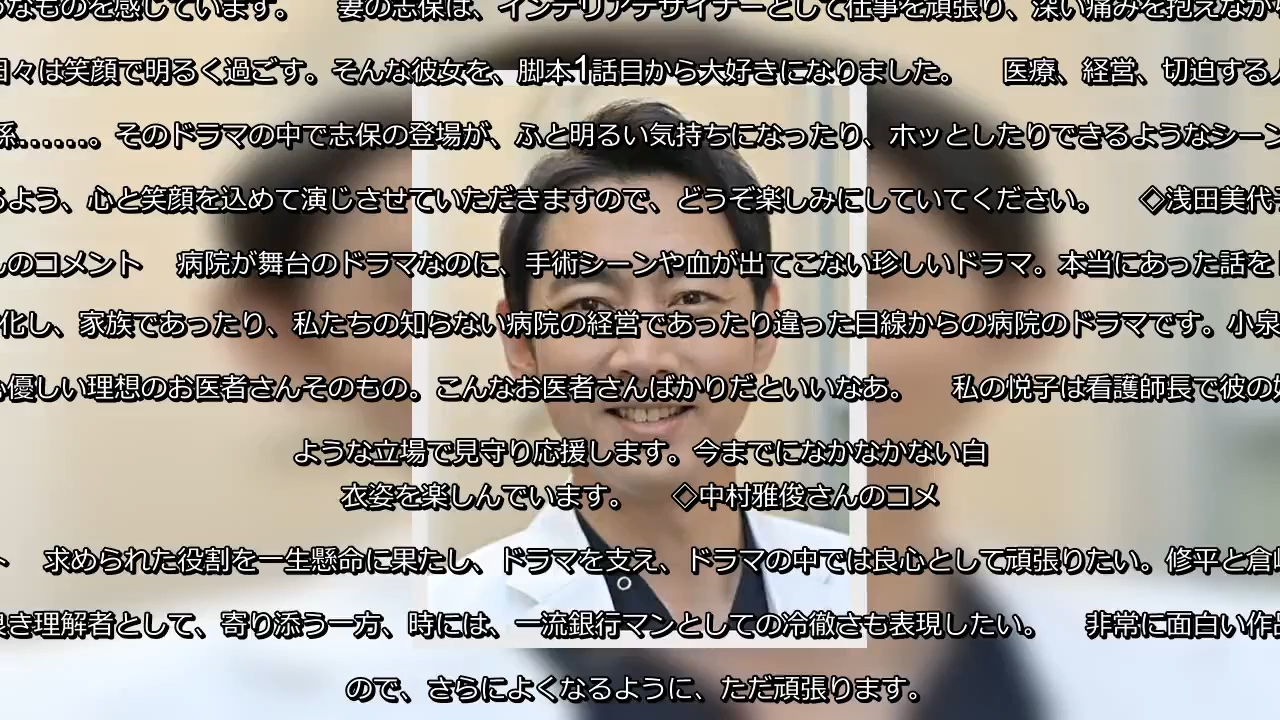 なものを感じています。　妻の志保は、インテリアデザイナーとして仕事を頑張り、深い痛みを抱えなが
日々は笑顔で明るく過ごす。そんな彼女を、脚本1話目から大好きになりました。　医療、経営、切迫する
系……。そのドラマの中で志保の登場が、ふと明るい気持ちになったり、ホッとしたりできるようなシーン
るよう、心と笑顔を込めて演じさせていただきますので、どうぞ楽しみにしていてください。　◇浅田美代子
んのコメント　病院が舞台のドラマなのに、手術シーンや血が出てこない珍しいドラマ。本当にあった話を
化し、家族であったり、私たちの知らない病院の経営であったり違った目線からの病院のドラマです。小泉
優しい理想のお医者さんそのもの。こんなお医者さんばかりだといいなあ。　私の悦子は看護師長で彼の
ような立場で見守り応援します。今までになかなかない白
衣姿を楽しんでいます。　◇中村雅俊さんのコメ
ト　求められた役割を一生懸命に果たし、ドラマを支え、ドラマの中では良心として頑張りたい。修平と倉
良き理解者として、寄り添う一方、時には、一流銀行マンとしての冷徹さも表現したい。　非常に面白い作品
ので、さらによくなるように、ただ頑張ります。